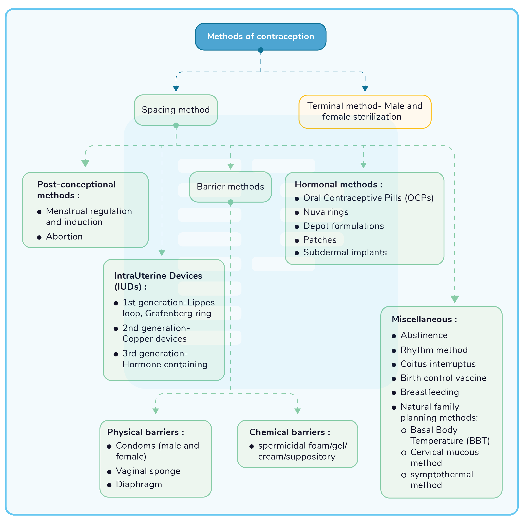 Methods of contraception
Spacing method
Terminal method- Male and
female sterilization
Post-conceptional
methods :
Menstrual regulation
and induction
Abortion
Barrier methods
Hormonal methods :
Oral Contraceptive Pills (OCPs)
Nuva rings
Depot formulations
Patches
Subdermal implants
IntraUterine Devices
(IUDs) :
1st generation-Lippes
loop, Grafenberg ring
2nd generation-
Copper devices
3rd generation-
Hormone containing
Miscellaneous :
Abstinence
Rhythm method
Coitus interruptus
Birth control vaccine
Breastfeeding
Natural family
planning methods:
Basal Body
Temperature (BBT)
Cervical mucous
method
symptothermal
method
Physical barriers :
Condoms (male and
female)
Vaginal sponge
Diaphragm
Chemical barriers :
spermicidal foam/gel/
cream/suppository